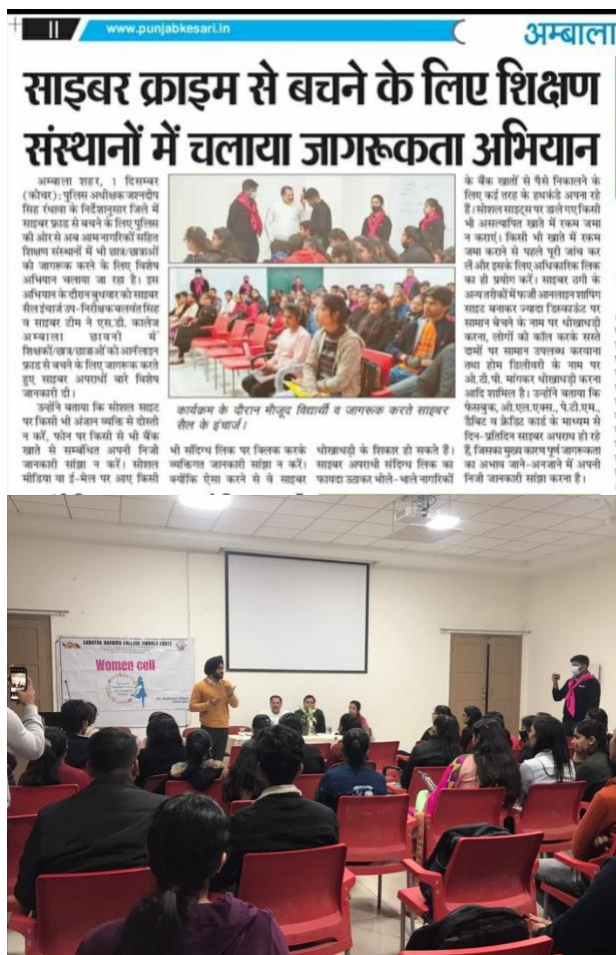 II
www.punjabkesari.in
अम्बाला
साइबर क्राइम से बचने के लिए शिक्षण
संस्थानों में चलाया जागरूकता अभियान
अम्बाला शहर, 1 दिसम्बर
(कोचर): पुलिस अधीक्षक जश्नदीप
सिंह रंधावा के निर्देशानुसार जिले में
साइबर फ्राड से बचने के लिए पुलिस
की ओर से अब आम नागरिकों सहित
शिक्षण संस्थानों में भी छात्र/छात्राओं
को जागरूक करने के लिए विशेष
अभियान चलाया जा रहा है। इस
अभियान के दौरान बुधवार को साइबर
सैल इंचार्ज उप-निरीक्षक बलवंत सिंह
व साइबर टीम ने एस.डी. कालेज
अम्बाला छावनी में
शिक्षकों/छात्र/छात्राओं को ऑनलाइन
फ्राड से बचने के लिए जागरूक करते
हुए साइबर अपराधों बारे विशेष
जानकारी दी।
उन्होंने बताया कि सोशल साइट
पर किसी भी अंजान व्यक्ति से दोस्ती
न करें, फोन पर किसी से भी बैंक
खाते से सम्बंधित अपनी निजी
जानकारी सांझा न करें। सोशल
मीडिया या ई-मेल पर आए किसी
कार्यक्रम के दौरान मौजूद विद्यार्थी व जागरूक करते साइबर
सैल के इंचार्ज।
भी संदिग्ध लिंक पर क्लिक करके
व्यक्तिगत जानकारी सांझा न करें।
क्योंकि ऐसा करने से वे साइबर
धोखाधड़ी के शिकार हो सकते हैं।
साइबर अपराधी संदिग्ध लिंक का
फायदा उठाकर भोले-भाले नागरिकों
के बैंक खातों से पैसे निकालने के
लिए कई तरह के हथकंडे अपना रहे
हैं। सोशल साइट्स पर डाले गए किसी
भी असत्यापित खाते में रकम जमा
न कराएं। किसी भी खाते में रकम
जमा कराने से पहले पूरी जांच कर
लें और इसके लिए अधिकारिक लिंक
का ही प्रयोग करें। साइबर ठगी के
अन्य तरीकों में फर्जी आनलाइन शापिंग
साइट बनाकर ज्यादा डिस्काउंट पर
सामान बेचने के नाम पर धोखाधड़ी
करना, लोगों को कॉल करके सस्ते
दामों पर सामान उपलब्ध करवाना
तथा होम डिलीवरी के नाम पर
ओ.टी.पी. मांगकर धोखाधड़ी करना
आदि शामिल है। उन्होंने बताया कि
फेसबुक, ओ.एल.एक्स., पे.टी.एम.,
डैबिट व क्रेडिट कार्ड के माध्यम से
दिन-प्रतिदिन साइबर अपराध हो रहे
हैं, जिसका मुख्य कारण पूर्ण जागरूकता
का अभाव जाने-अनजाने में अपनी
निजी जानकारी सांझा करना है।
SANATAN DHARMA COLLEGE AMBALA CANTT
Women cell